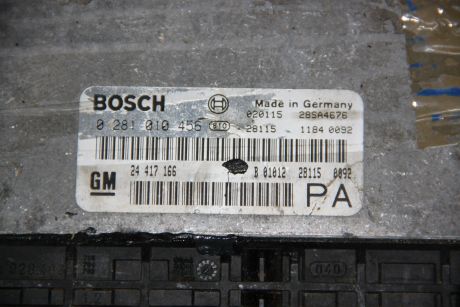 BOSCH Made in Germany
020115 28SA4676
0 281 010 456 810 28115 1184 0092
24 417 166 B 01012 28115 0092
GM PA